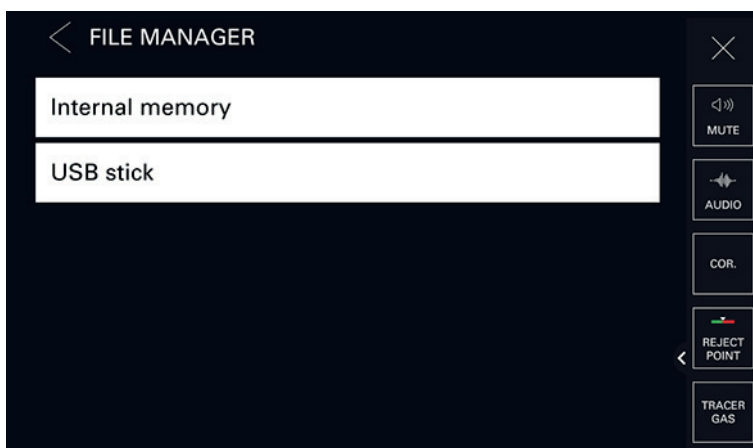 FILE MANAGER
Internal memory
USB stick
MUTE
AUDIO
COR.
REJECT
POINT
TRACER
GAS